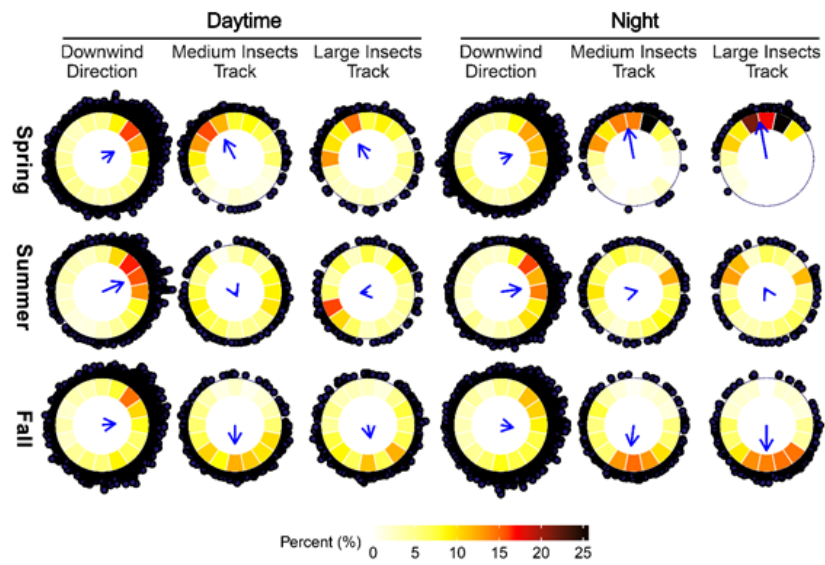 Daytime Night
Downwind Medium Insects Large Insects Downwind Medium Insects Large Insects
Direction Track Track Direction Track Track
Spring
Summer
Fall
Percent (%)
0 5 10 15 20 25